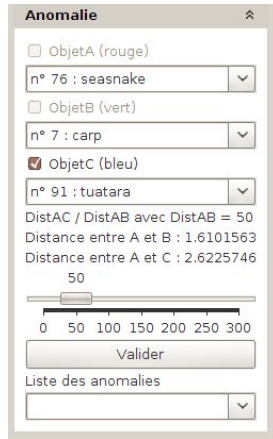 Anomalie
ObjetA (rouge)
n° 76 : seasnake
ObjetB (vert)
n° 7 : carp
ObjetC (bleu)
n° 91 : tuatara
DistAC / DistAB avec DistAB = 50
Distance entre A et B : 1.6101563
Distance entre A et C : 2.6225746
50
0 50 100 150 200 250 300
Valider
Liste des anomalies